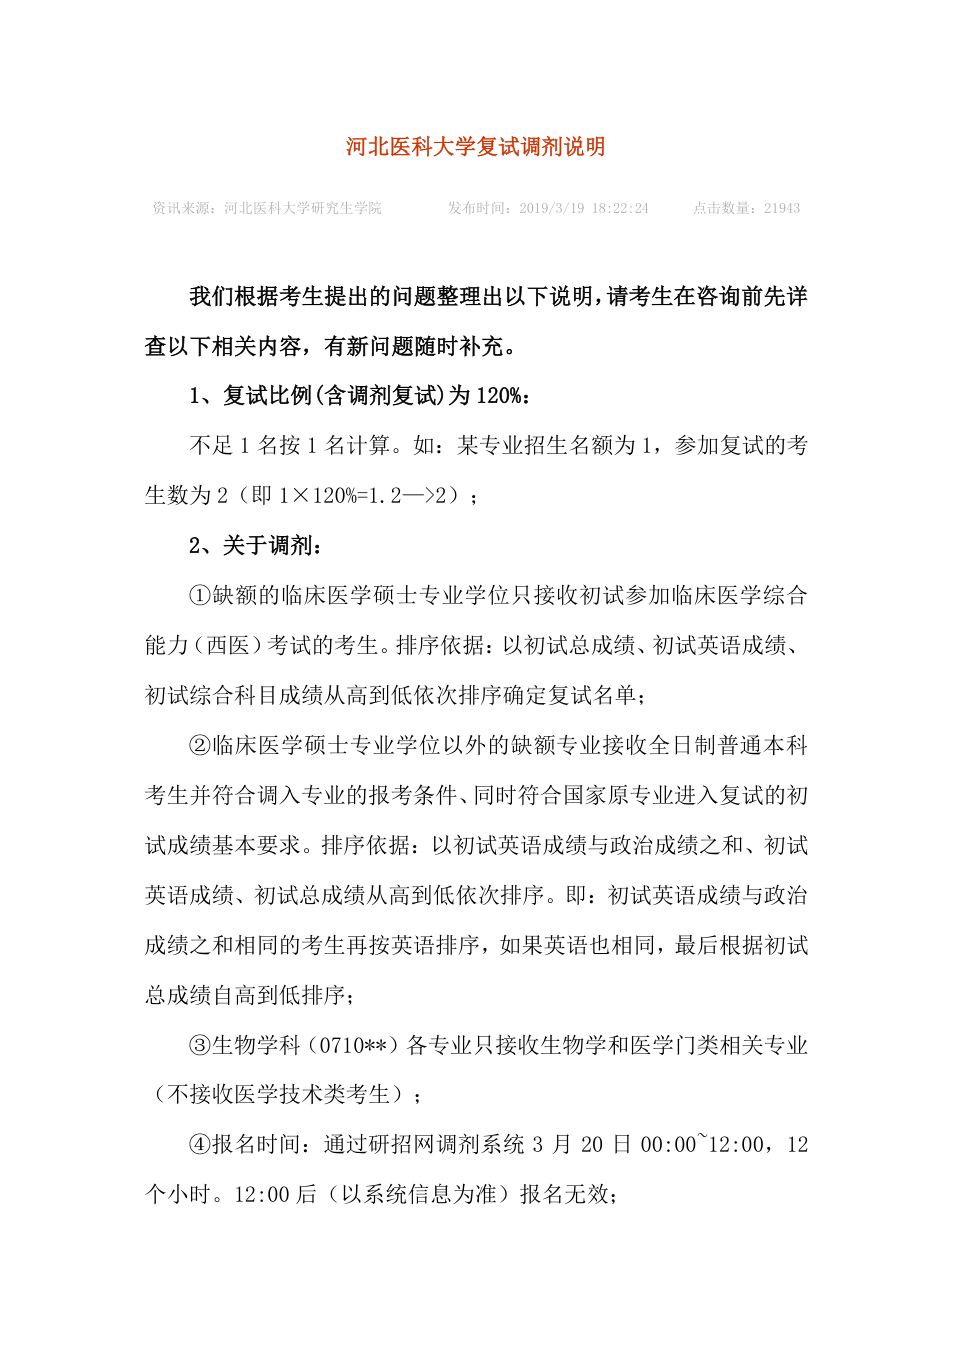 河北医科大学复试调剂说明
资讯来源：河北医科大学研究生学院 发布时间：2019/3/19 18:22:24 点击数量：21943
我们根据考生提出的问题整理出以下说明，请考生在咨询前先详
查以下相关内容，有新问题随时补充。
1、复试比例(含调剂复试)为 120%：
不足 1 名按 1 名计算。如：某专业招生名额为 1，参加复试的考
生数为 2（即 1×120%=1.2—>2）；
2、关于调剂：
①缺额的临床医学硕士专业学位只接收初试参加临床医学综合
能力（西医）考试的考生。排序依据：以初试总成绩、初试英语成绩、
初试综合科目成绩从高到低依次排序确定复试名单；
②临床医学硕士专业学位以外的缺额专业接收全日制普通本科
考生并符合调入专业的报考条件、同时符合国家原专业进入复试的初
试成绩基本要求。排序依据：以初试英语成绩与政治成绩之和、初试
英语成绩、初试总成绩从高到低依次排序。即：初试英语成绩与政治
成绩之和相同的考生再按英语排序，如果英语也相同，最后根据初试
总成绩自高到低排序；
③生物学科（0710**）各专业只接收生物学和医学门类相关专业
（不接收医学技术类考生）；
④报名时间：通过研招网调剂系统 3 月 20 日 00:00~12:00，12
个小时。12:00 后（以系统信息为准）报名无效；